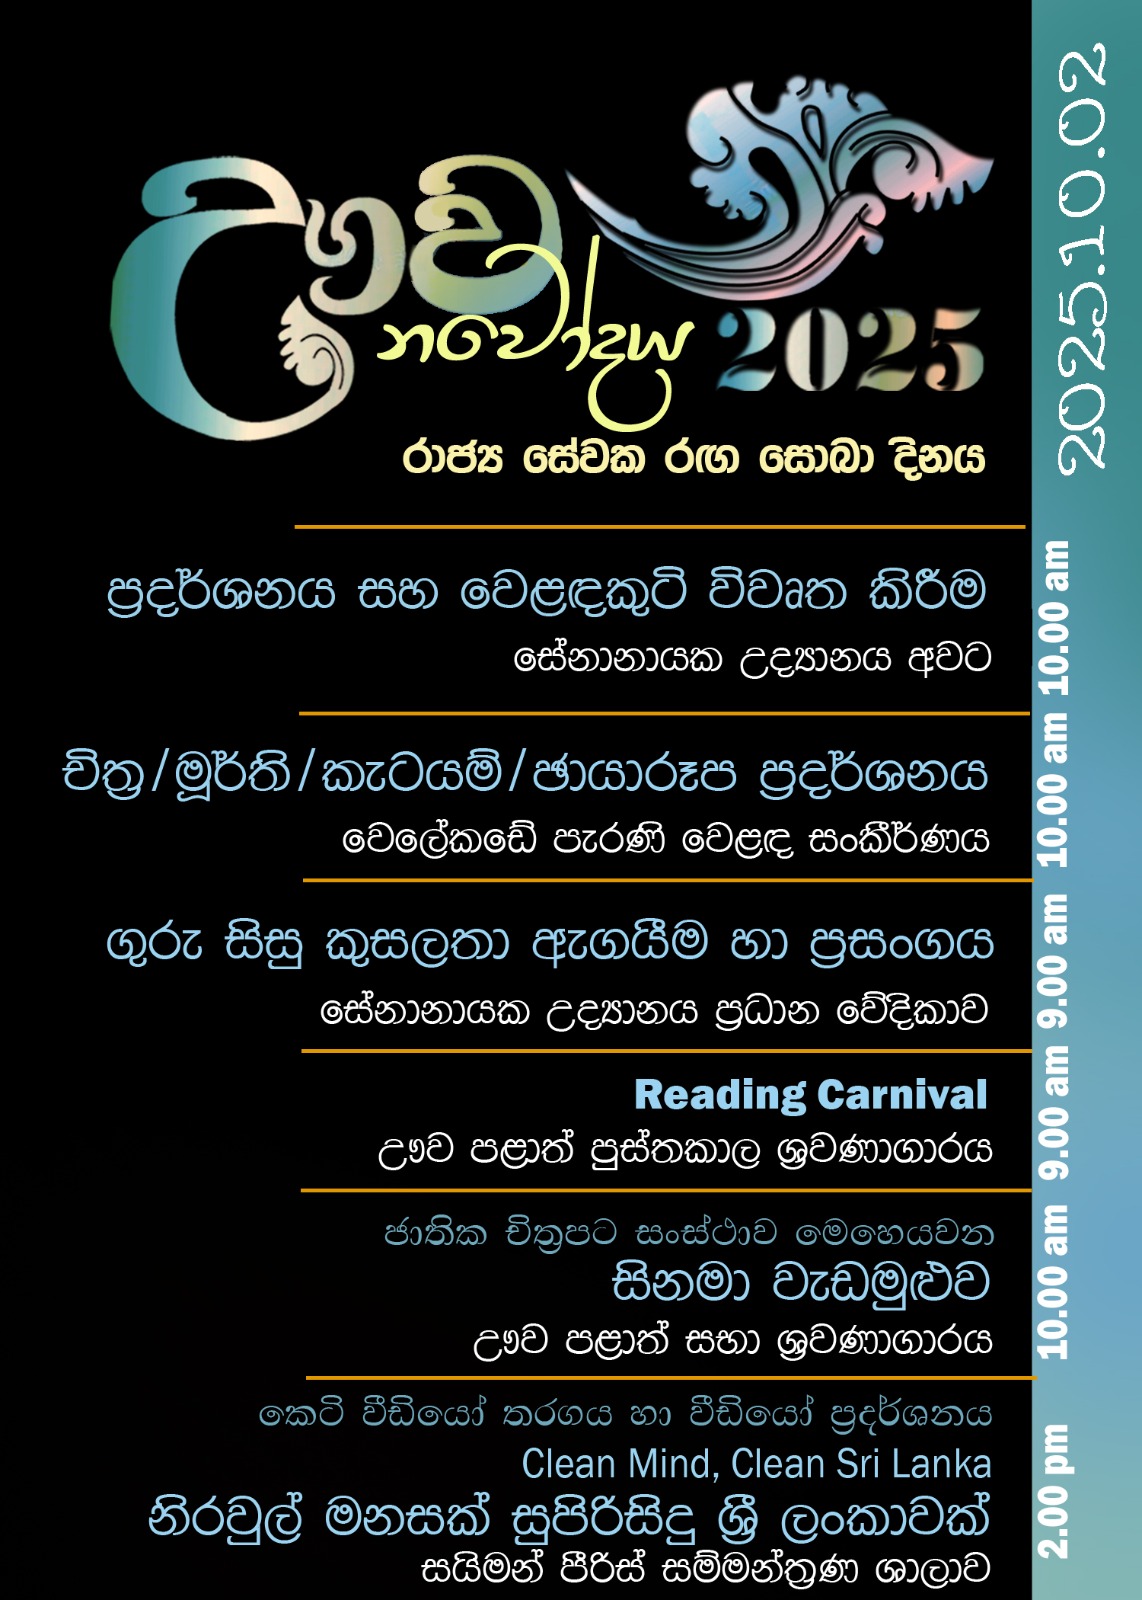 ඌව
නවෝදය 2025
රාජ්‍ය සේවක රඟ සොබා දිනය
2025.10.02
ප්‍රදර්ශනය සහ වෙළඳකුටි විවෘත කිරීම
සේනානායක උද්‍යානය අවට
10.00 am
චිත්‍ර/මූර්ති/කැටයම්/ඡායාරූප ප්‍රදර්ශනය
වෙලේකඩේ පැරණි වෙළඳ සංකීර්ණය
10.00 am
ගුරු සිසු කුසලතා ඇගයීම හා ප්‍රසංගය
සේනානායක උද්‍යානය ප්‍රධාන වේදිකාව
9.00 am
Reading Carnival
ඌව පළාත් පුස්තකාල ශ්‍රවණාගාරය
9.00 am
ජාතික චිත්‍රපට සංස්ථාව මෙහෙයවන
සිනමා වැඩමුළුව
ඌව පළාත් සභා ශ්‍රවණාගාරය
10.00 am
කෙටි වීඩියෝ තරගය හා වීඩියෝ ප්‍රදර්ශනය
Clean Mind, Clean Sri Lanka
නිරවුල් මනසක් සුපිරිසිදු ශ්‍රී ලංකාවක්
සයිමන් පීරිස් සම්මන්ත්‍රණ ශාලාව
2.00 pm